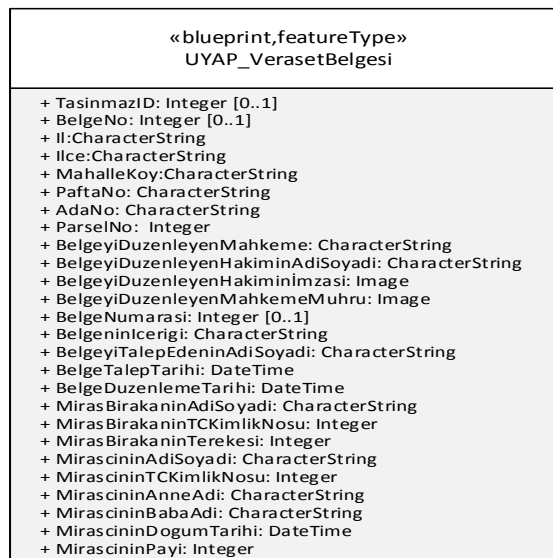 «blueprint,featureType»
UYAP_VerasetBelgesi
+ TasinmazID: Integer [0..1]
+ BelgeNo: Integer [0..1]
+ Il:CharacterString
+ Ilce:CharacterString
+ MahalleKoy:CharacterString
+ PaftaNo: CharacterString
+ AdaNo: CharacterString
+ ParselNo: Integer
+ BelgeyiDuzenleyenMahkeme: CharacterString
+ BelgeyiDuzenleyenHakiminAdiSoyadi: CharacterString
+ BelgeyiDuzenleyenHakiminİmzasi: Image
+ BelgeyiDuzenleyenMahkemeMuhru: Image
+ BelgeNumarasi: Integer [0..1]
+ BelgeninIcerigi: CharacterString
+ BelgeyiTalepEdeninAdiSoyadi: CharacterString
+ BelgeTalepTarihi: DateTime
+ BelgeDuzenlemeTarihi: DateTime
+ MirasBirakaninAdiSoyadi: CharacterString
+ MirasBirakaninTCKimlikNosu: Integer
+ MirasBirakaninTerekesi: Integer
+ MirascininAdiSoyadi: CharacterString
+ MirascininTCKimlikNosu: Integer
+ MirascininAnneAdi: CharacterString
+ MirascininBabaAdi: CharacterString
+ MirascininDogumTarihi: DateTime
+ MirascininPayi: Integer